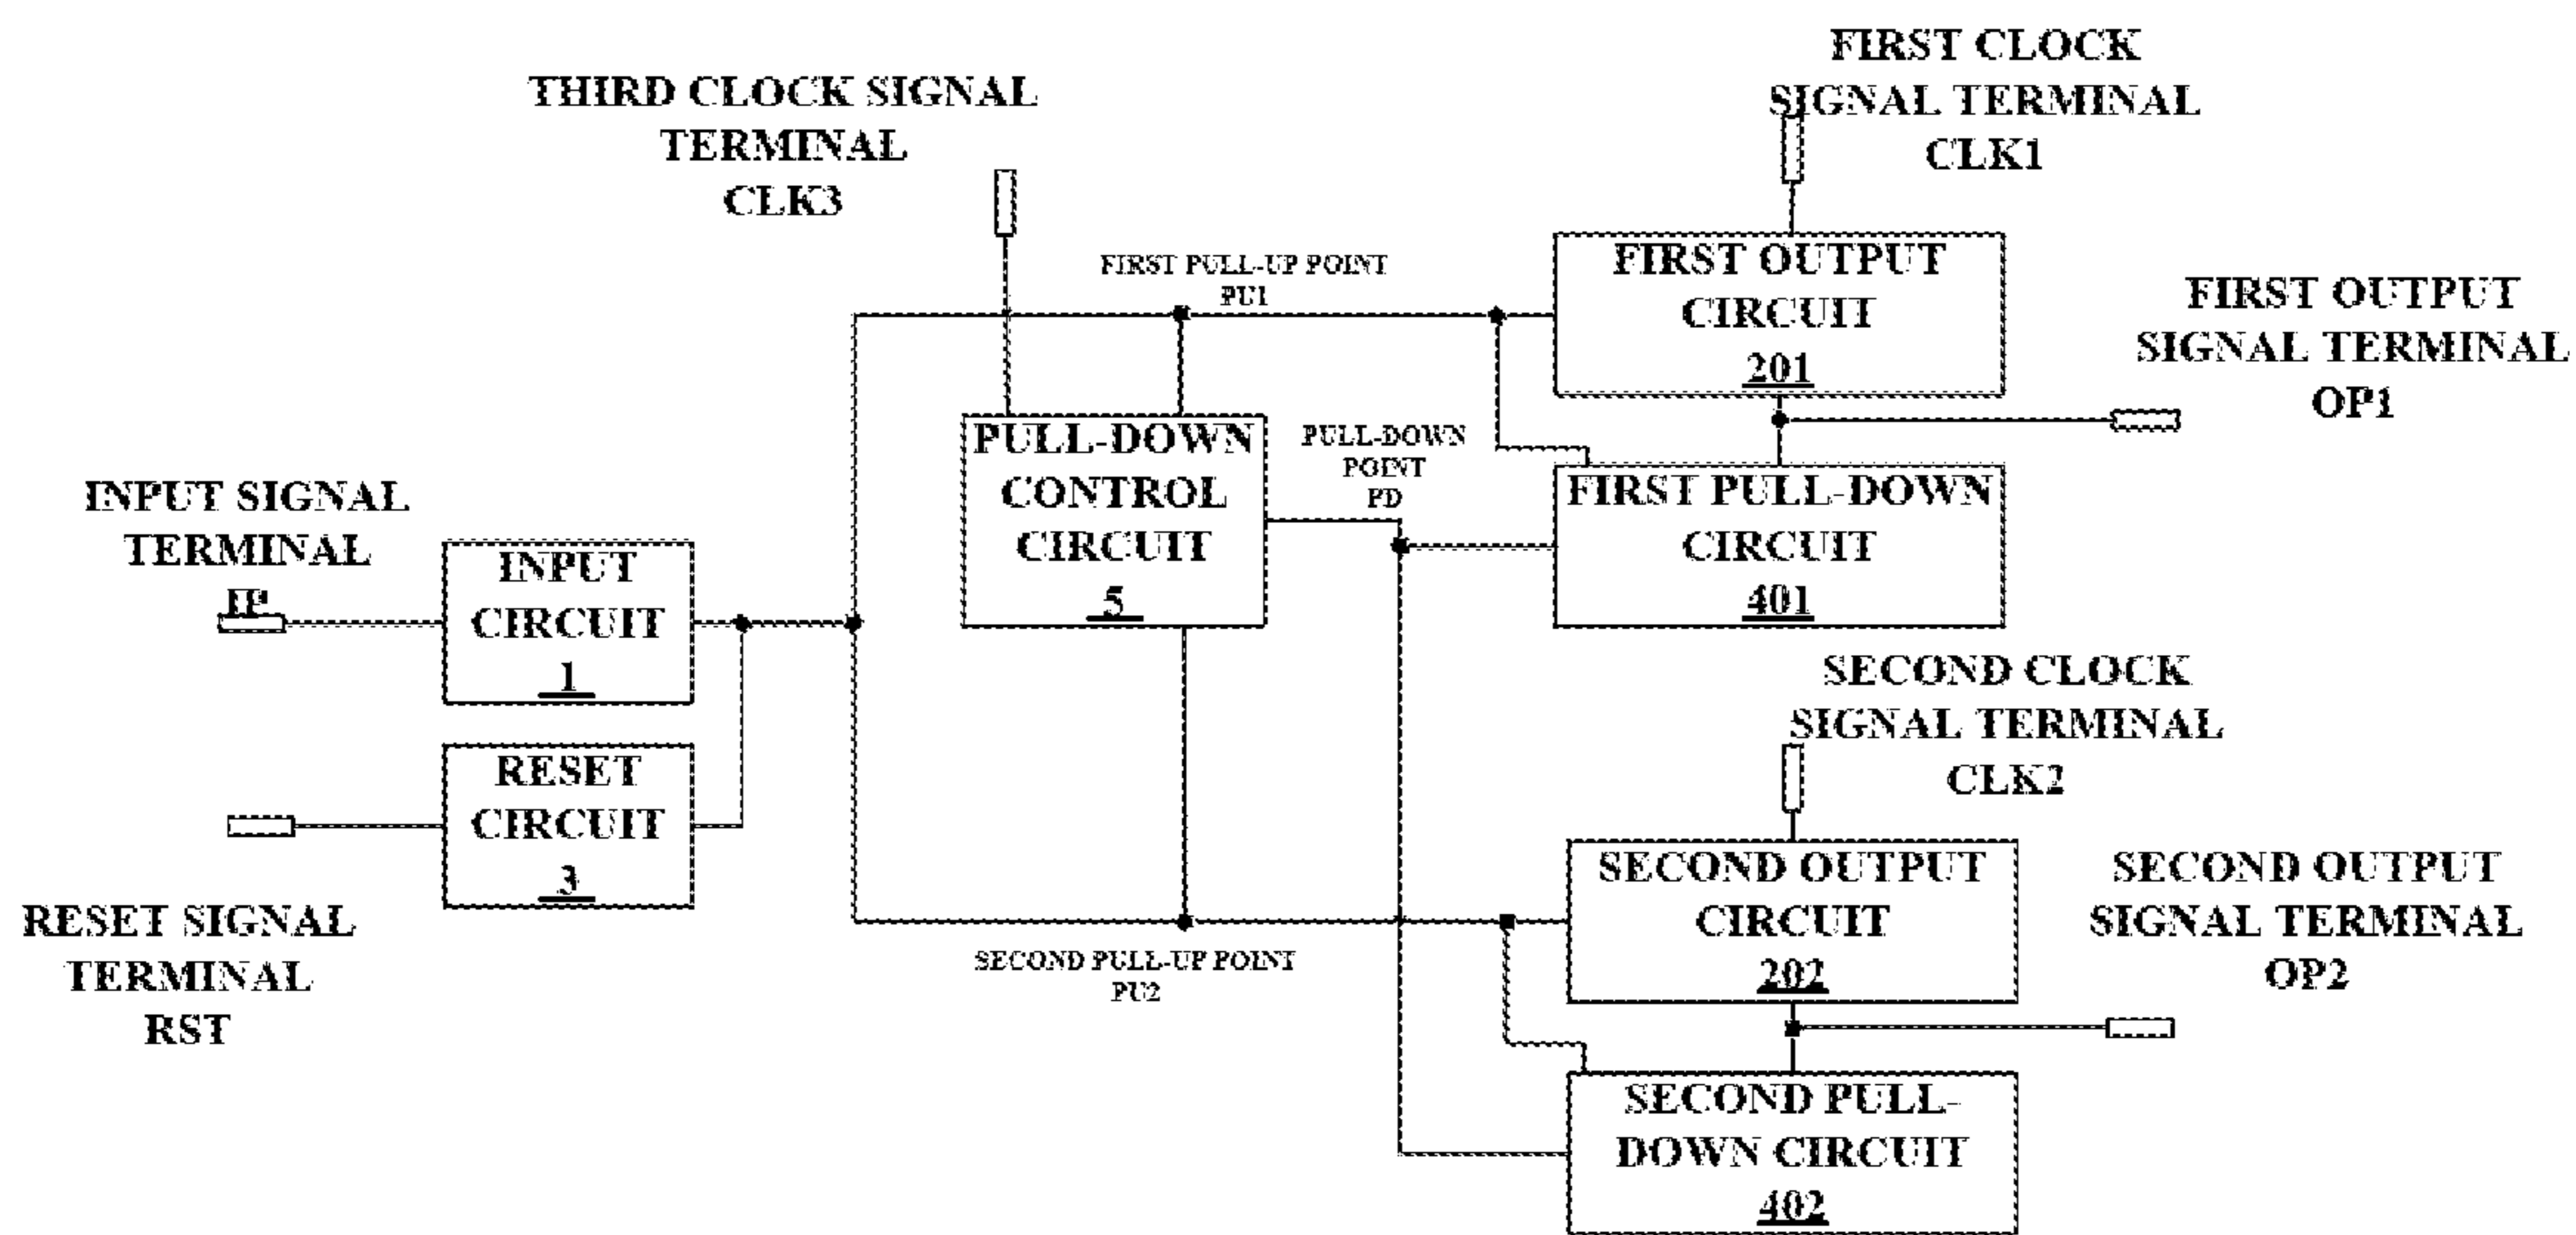 THIRD CLOCK SIGNAL
TERMINAL
CLK3
FIRST CLOCK
SIGNAL TERMINAL
CLK1
FIRST PULL-UP POINT
PU1
FIRST OUTPUT
CIRCUIT
201
FIRST OUTPUT
SIGNAL TERMINAL
OP1
PULL-DOWN
CONTROL
CIRCUIT
5
PULL-DOWN
POINT
PD
FIRST PULL-DOWN
CIRCUIT
401
INPUT SIGNAL
TERMINAL
IP
INPUT
CIRCUIT
1
RESET
CIRCUIT
3
RESET SIGNAL
TERMINAL
RST
SECOND PULL-UP POINT
PU2
SECOND CLOCK
SIGNAL TERMINAL
CLK2
SECOND OUTPUT
CIRCUIT
202
SECOND OUTPUT
SIGNAL TERMINAL
OP2
SECOND PULL-
DOWN CIRCUIT
402